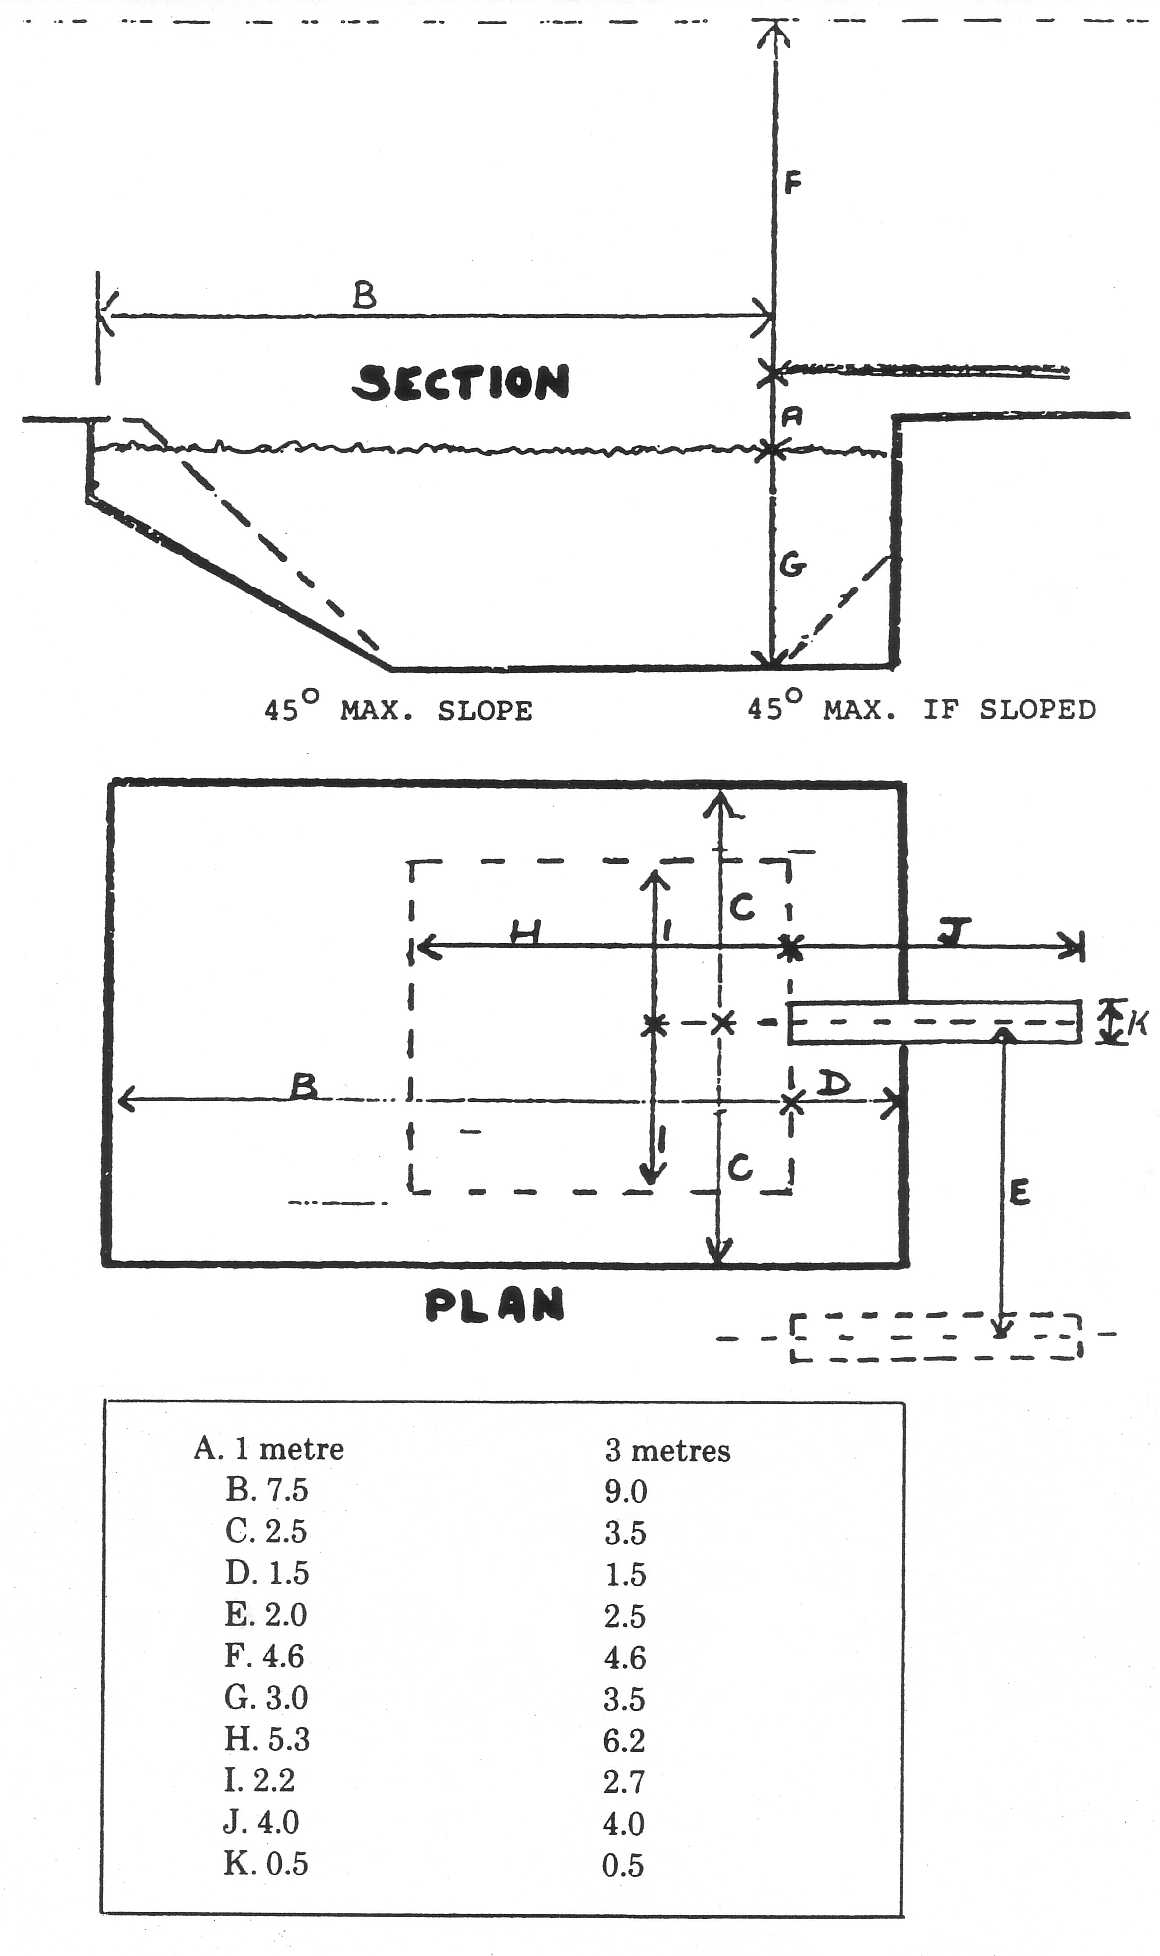 F
B
SECTION
A
G
45° MAX. SLOPE 45° MAX. IF SLOPED
C
H I J
K
B D
I C
E
PLAN
A. 1 metre 3 metres
B. 7.5 9.0
C. 2.5 3.5
D. 1.5 1.5
E. 2.0 2.5
F. 4.6 4.6
G. 3.0 3.5
H. 5.3 6.2
I. 2.2 2.7
J. 4.0 4.0
K. 0.5 0.5